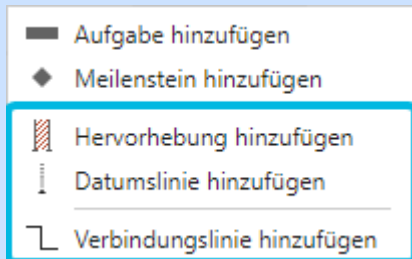 Aufgabe hinzufügen
Meilenstein hinzufügen
Hervorhebung hinzufügen
Datumslinie hinzufügen
Verbindungslinie hinzufügen